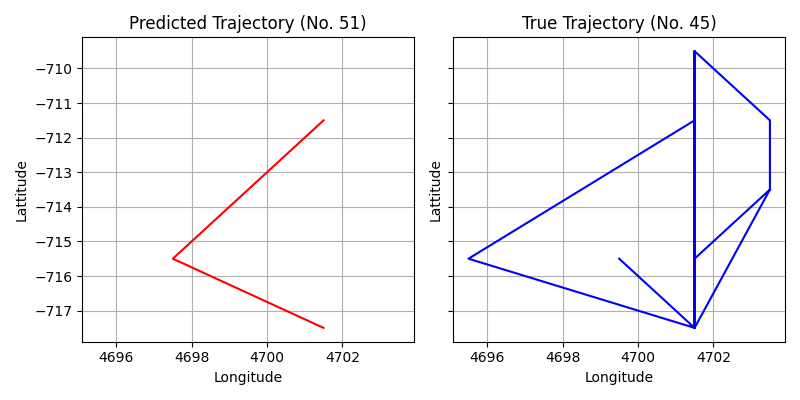 Predicted Trajectory (No. 51)
True Trajectory (No. 45)
−710
−711
−712
−713
−714
−715
−716
−717
Lattitude
Lattitude
4696 4698 4700 4702
4696 4698 4700 4702
Longitude
Longitude